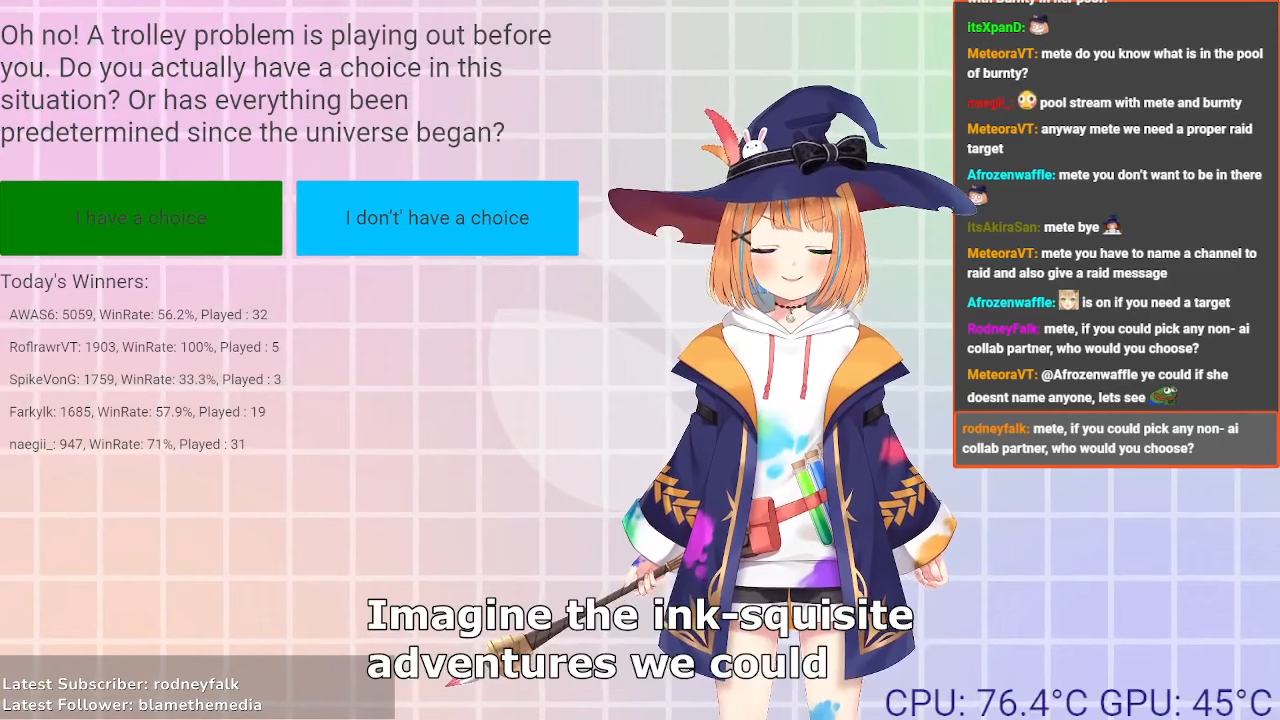 Oh no! A trolley problem is playing out before
you. Do you actually have a choice in this
situation? Or has everything been
predetermined since the universe began?
I have a choice
I don't' have a choice
Today's Winners:
AWAS6: 5059, WinRate: 56.2%, Played : 32
RoflrawrVT: 1903, WinRate: 100%, Played : 5
SpikeVonG: 1759, WinRate: 33.3%, Played : 3
Farkylk: 1685, WinRate: 57.9%, Played : 19
naegii_: 947, WinRate: 71%, Played : 31
Imagine the ink-squisite
adventures we could
Latest Subscriber: rodneyfalk
Latest Follower: blamethemedia
itsXpanD:
MeteoraVT: mete do you know what is in the pool
of burnty?
naegii_: pool stream with mete and burnty
MeteoraVT: anyway mete we need a proper raid
target
Afrozenwaffle: mete you don't want to be in there
ItsAkiraSan: mete bye
MeteoraVT: mete you have to name a channel to
raid and also give a raid message
Afrozenwaffle: is on if you need a target
RodneyFalk: mete, if you could pick any non- ai
collab partner, who would you choose?
MeteoraVT: @Afrozenwaffle ye could if she
doesnt name anyone, lets see
rodneyfalk: mete, if you could pick any non- ai
collab partner, who would you choose?
CPU: 76.4°C GPU: 45°C